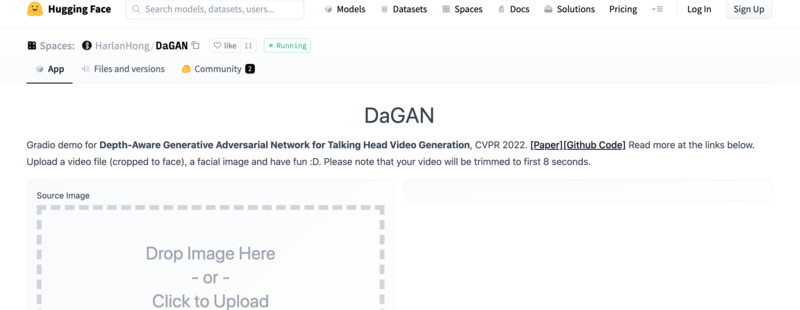 Hugging Face Search models, datasets, users... Models Datasets Spaces Docs Solutions Pricing Log In Sign Up
Spaces: HarlanHong/DaGAN like 11 Running
App Files and versions Community 2
DaGAN
Gradio demo for Depth-Aware Generative Adversarial Network for Talking Head Video Generation, CVPR 2022. [Paper][Github Code] Read more at the links below.
Upload a video file (cropped to face), a facial image and have fun :D. Please note that your video will be trimmed to first 8 seconds.
Source Image
Drop Image Here
- or -
Click to Upload